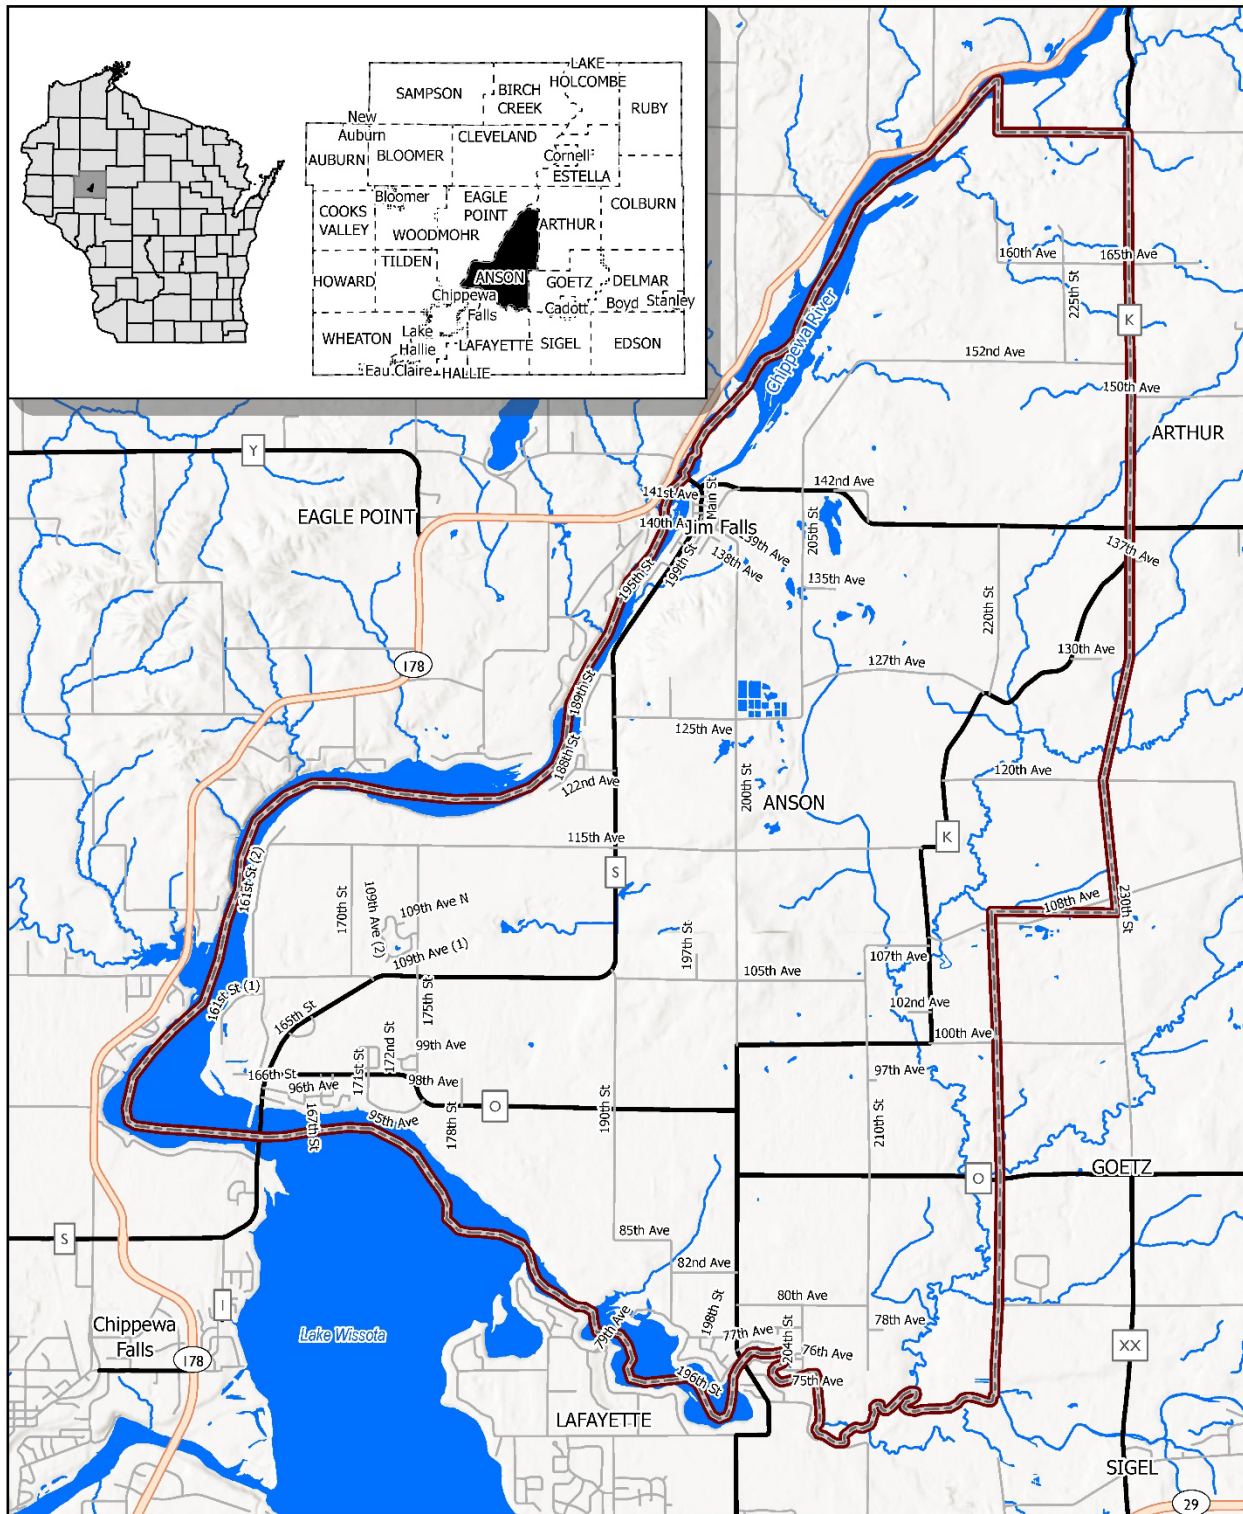 LAKE
HOLCOMBE
SAMPSON
BIRCH
CREEK
RUBY
New
Auburn
CLEVELAND
AUBURN
BLOOMER
Cornell
ESTELLA
Bloomer
EAGLE
POINT
COLBURN
COOKS
VALLEY
WOODMOHR
ARTHUR
TILDEN
HOWARD
ANSON
GOETZ
DELMAR
Chippewa
Falls
Cadott
Boyd
Stanley
WHEATON
Lake
Hallie
LAFAYETTE
SIGEL
EDSON
Eau Claire
HALLIE
160th Ave
165th Ave
225th St
K
Chippewa River
152nd Ave
150th Ave
ARTHUR
Y
EAGLE POINT
141st Ave
Main St
142nd Ave
140th A
Jim Falls
139th Ave
205th St
138th Ave
137th Ave
199th St
195th St
135th Ave
220th St
130th Ave
127th Ave
178
189th St
125th Ave
188th St
122nd Ave
120th Ave
200th St
ANSON
115th Ave
K
161st St (2)
S
170th St
109th Ave N
109th Ave (2)
109th Ave (1)
108th Ave
230th St
197th St
107th Ave
105th Ave
161st St (1)
175th St
102nd Ave
165th St
100th Ave
172nd St
99th Ave
171st St
166th St
96th Ave
98th Ave
97th Ave
167th St
95th Ave
178th St
O
190th St
210th St
GOETZ
O
85th Ave
S
82nd Ave
I
80th Ave
198th St
79th Ave
78th Ave
Chippewa
Falls
Lake Wissota
77th Ave
204th St
76th Ave
XX
178
196th St
75th Ave
LAFAYETTE
SIGEL
29